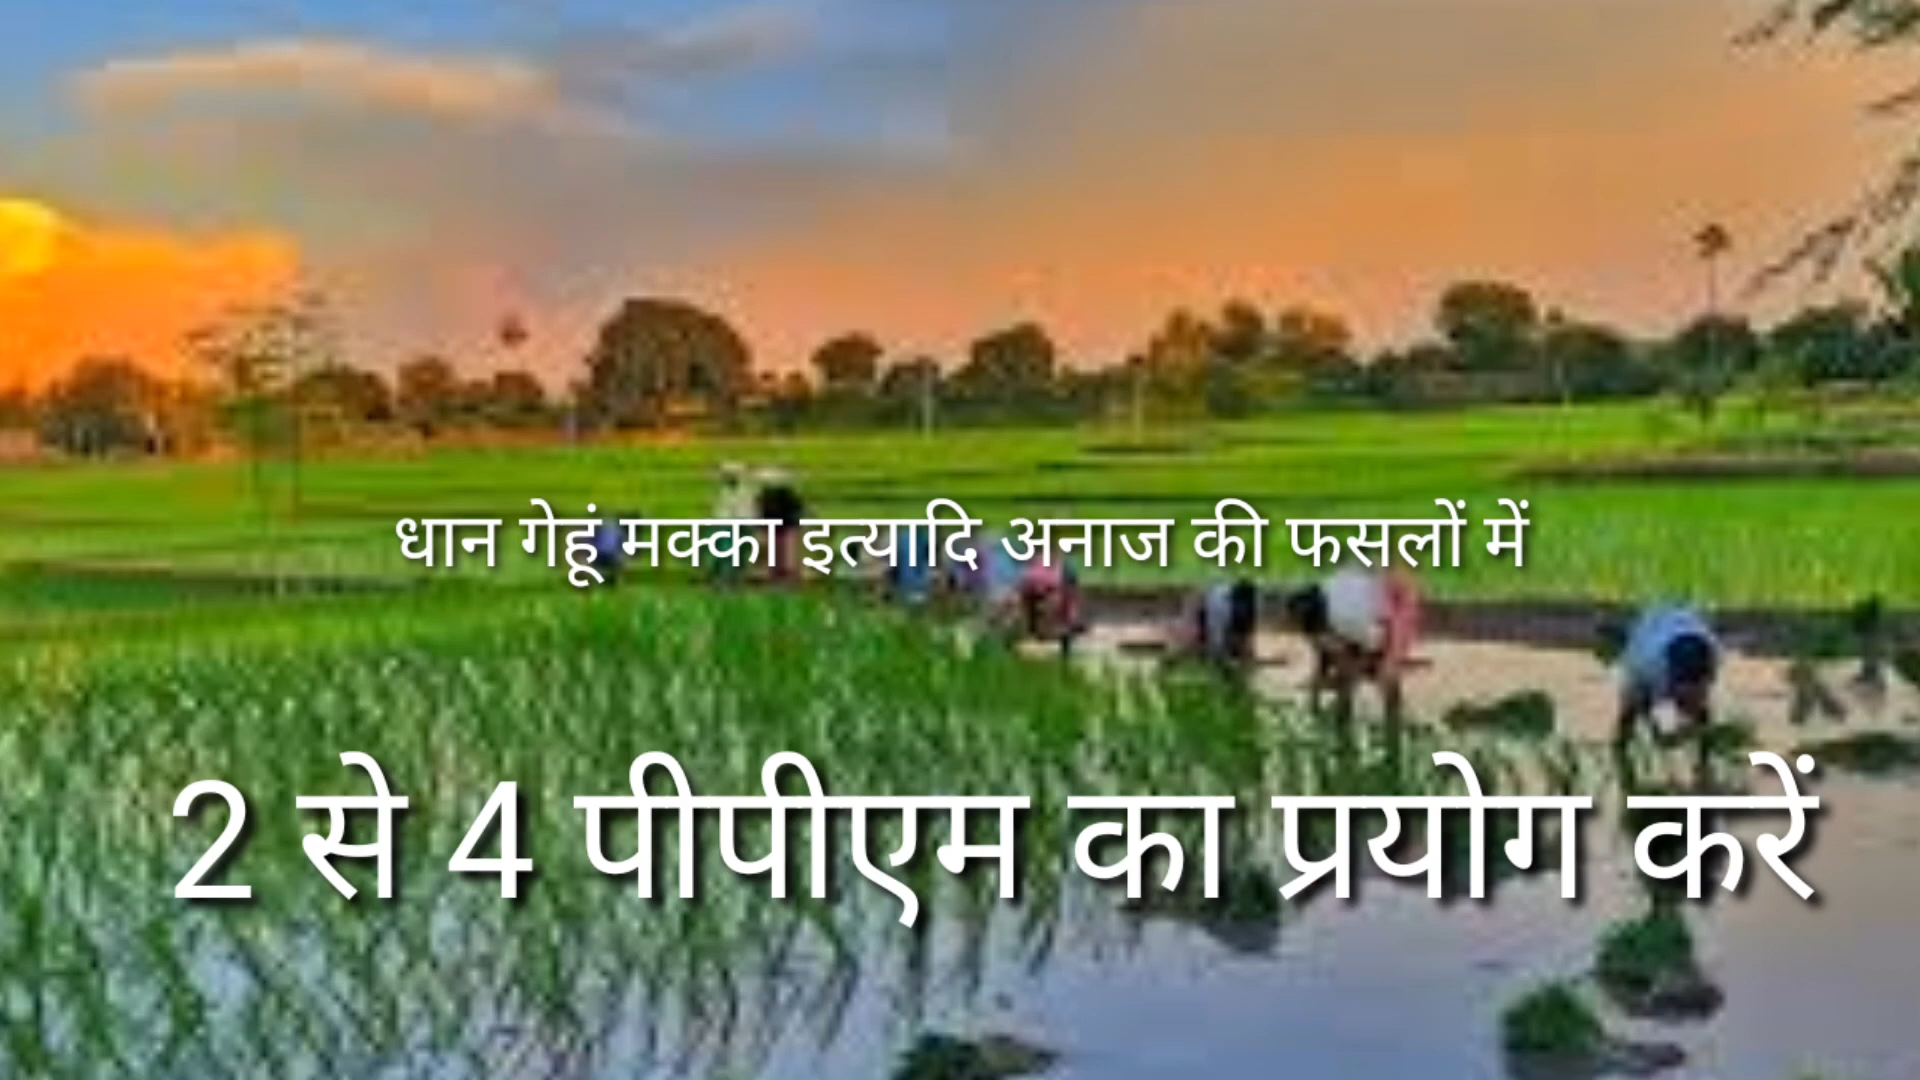 धान गेहूं मक्का इत्यादि अनाज की फसलों में
2 से 4 पीपीएम का प्रयोग करें